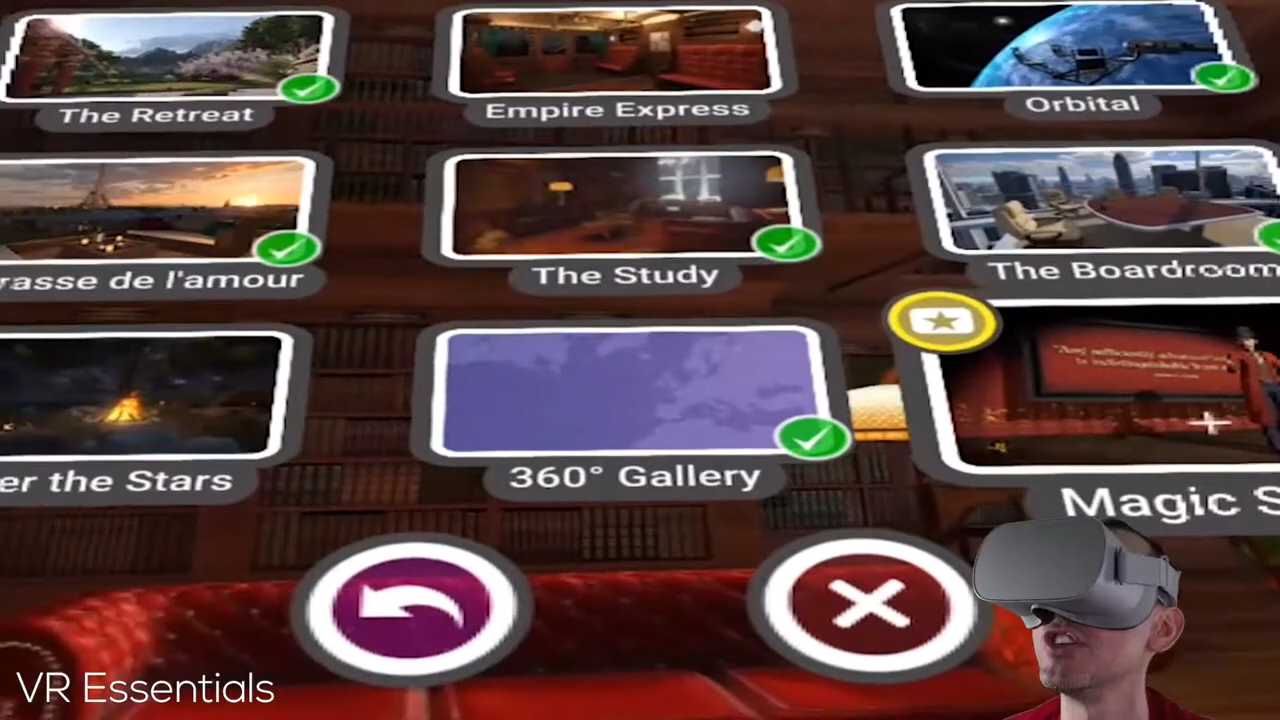 The Retreat
Empire Express
Orbital
rasse de l'amour
The Study
The Boardroom
er the Stars
360° Gallery
Magic S
VR Essentials